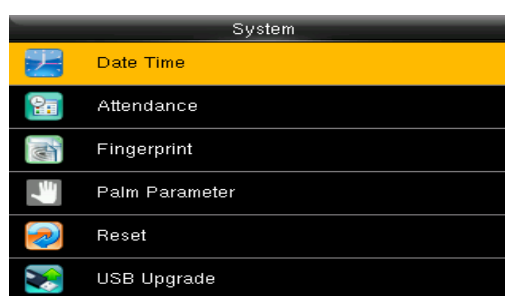 System
Date Time
Attendance
Fingerprint
Palm Parameter
Reset
USB Upgrade